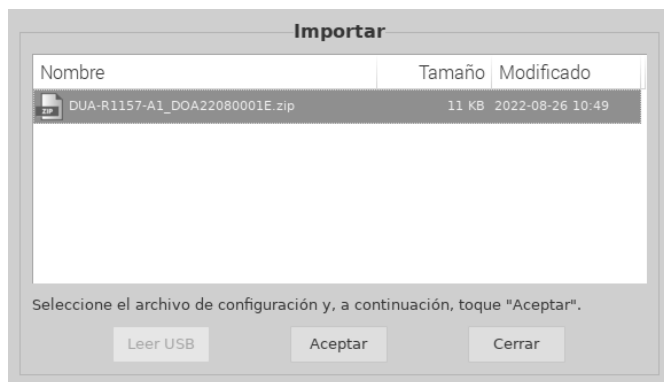 Importar
Nombre Tamaño Modificado
ZIP DUA-R1157-A1_DOA22080001E.zip 11 KB 2022-08-26 10:49
Seleccione el archivo de configuración y, a continuación, toque "Aceptar".
Leer USB Aceptar Cerrar